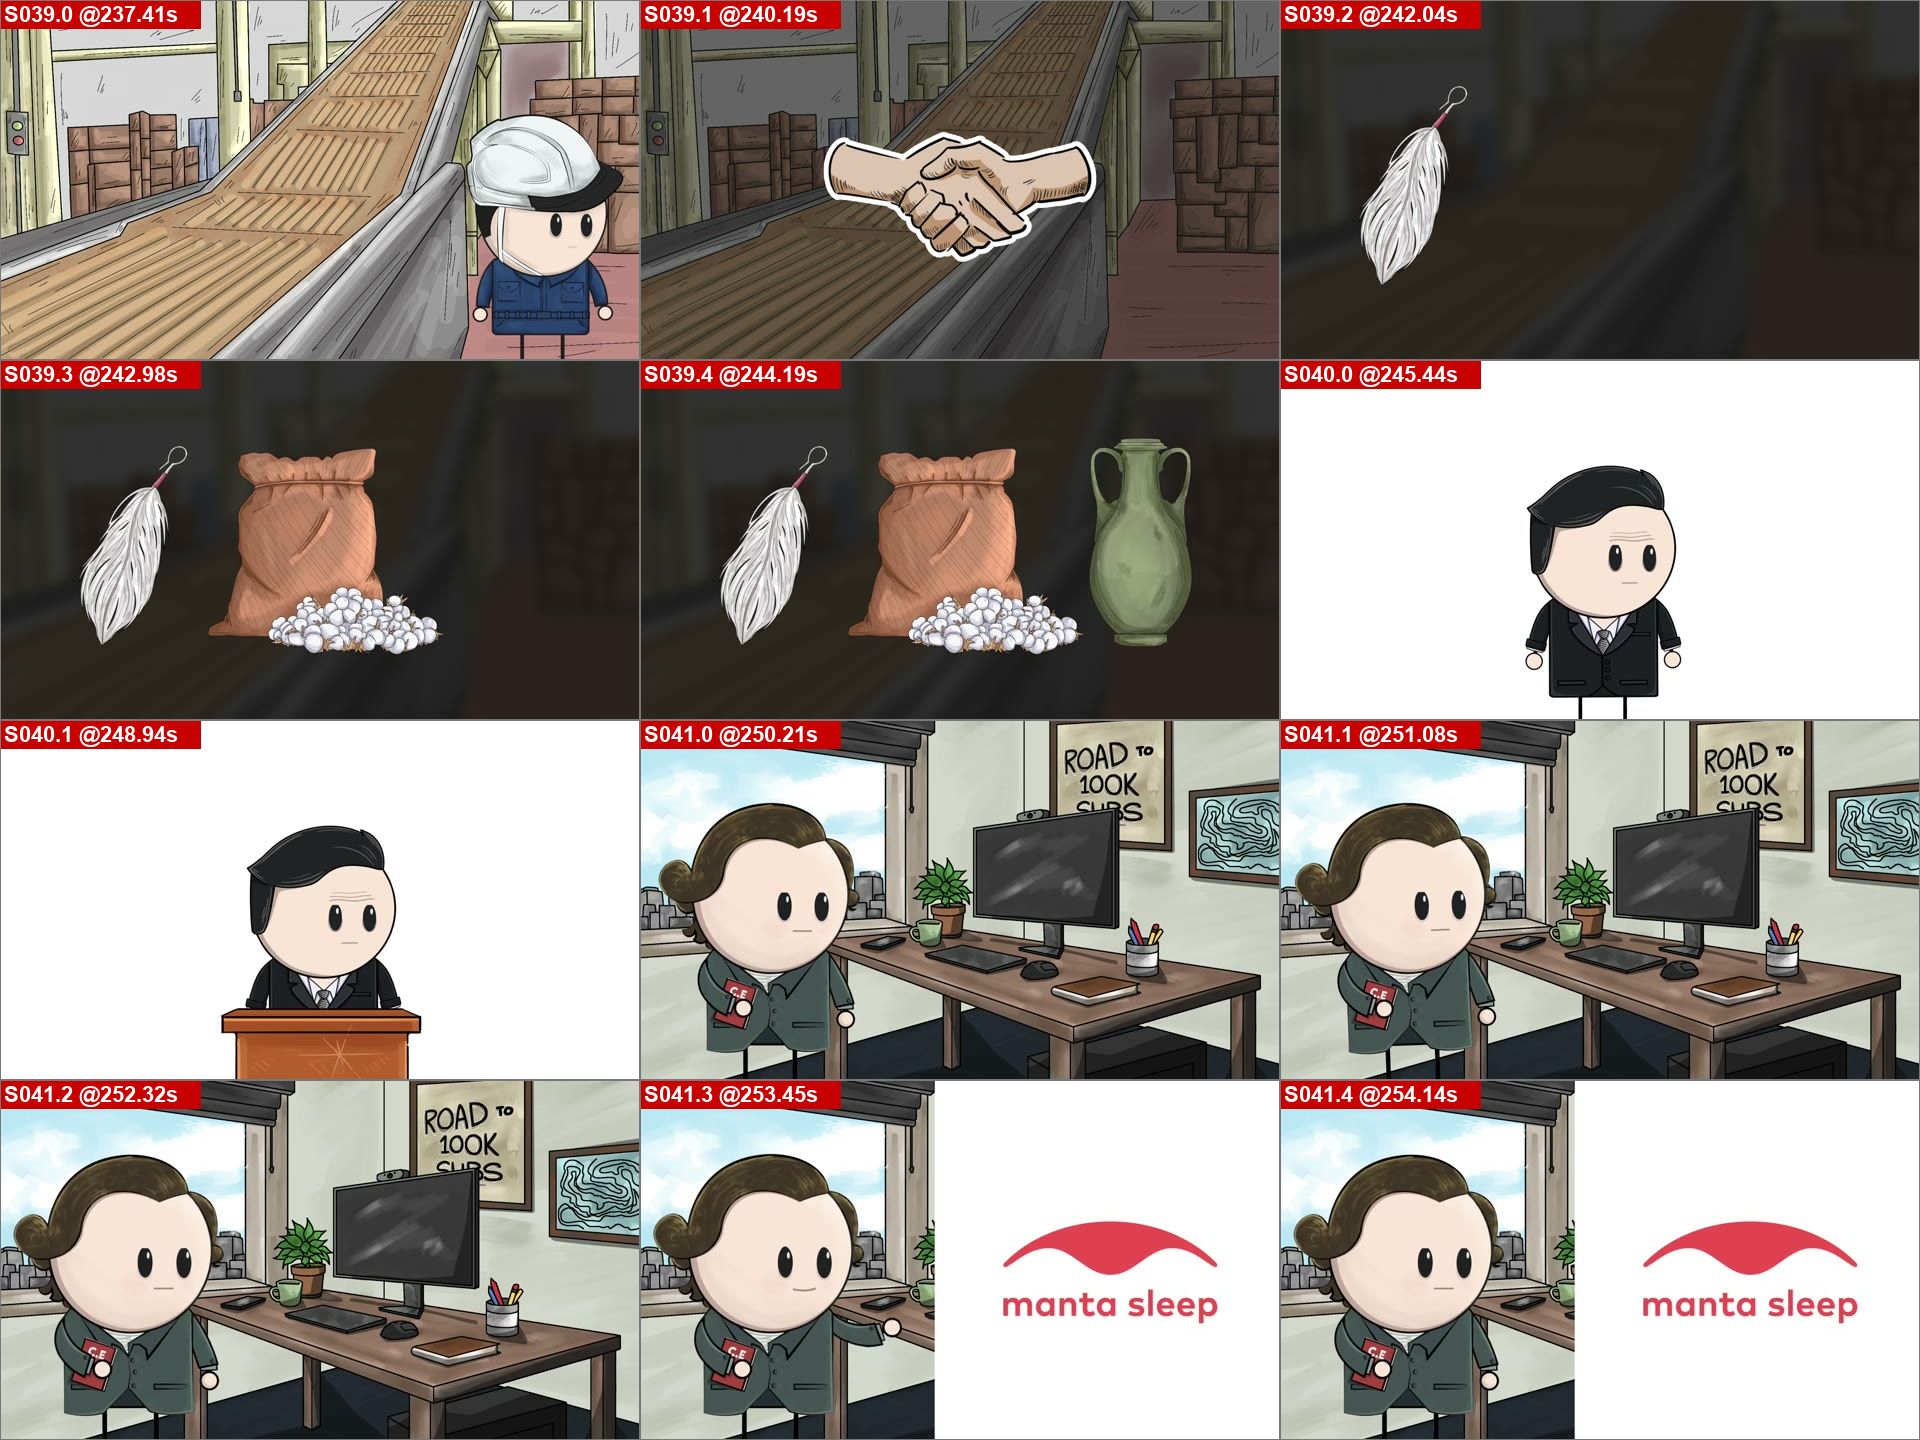 S039.0 @237.41s
S039.1 @240.19s
S039.2 @242.04s
S039.3 @242.98s
S039.4 @244.19s
S040.0 @245.44s
S040.1 @248.94s
S041.0 @250.21s
ROAD TO
100K
SUBS
C.E
S041.1 @251.08s
ROAD TO
100K
SUBS
C.E
S041.2 @252.32s
ROAD TO
100K
SUBS
C.E
S041.3 @253.45s
C.E
manta sleep
S041.4 @254.14s
C.E
manta sleep